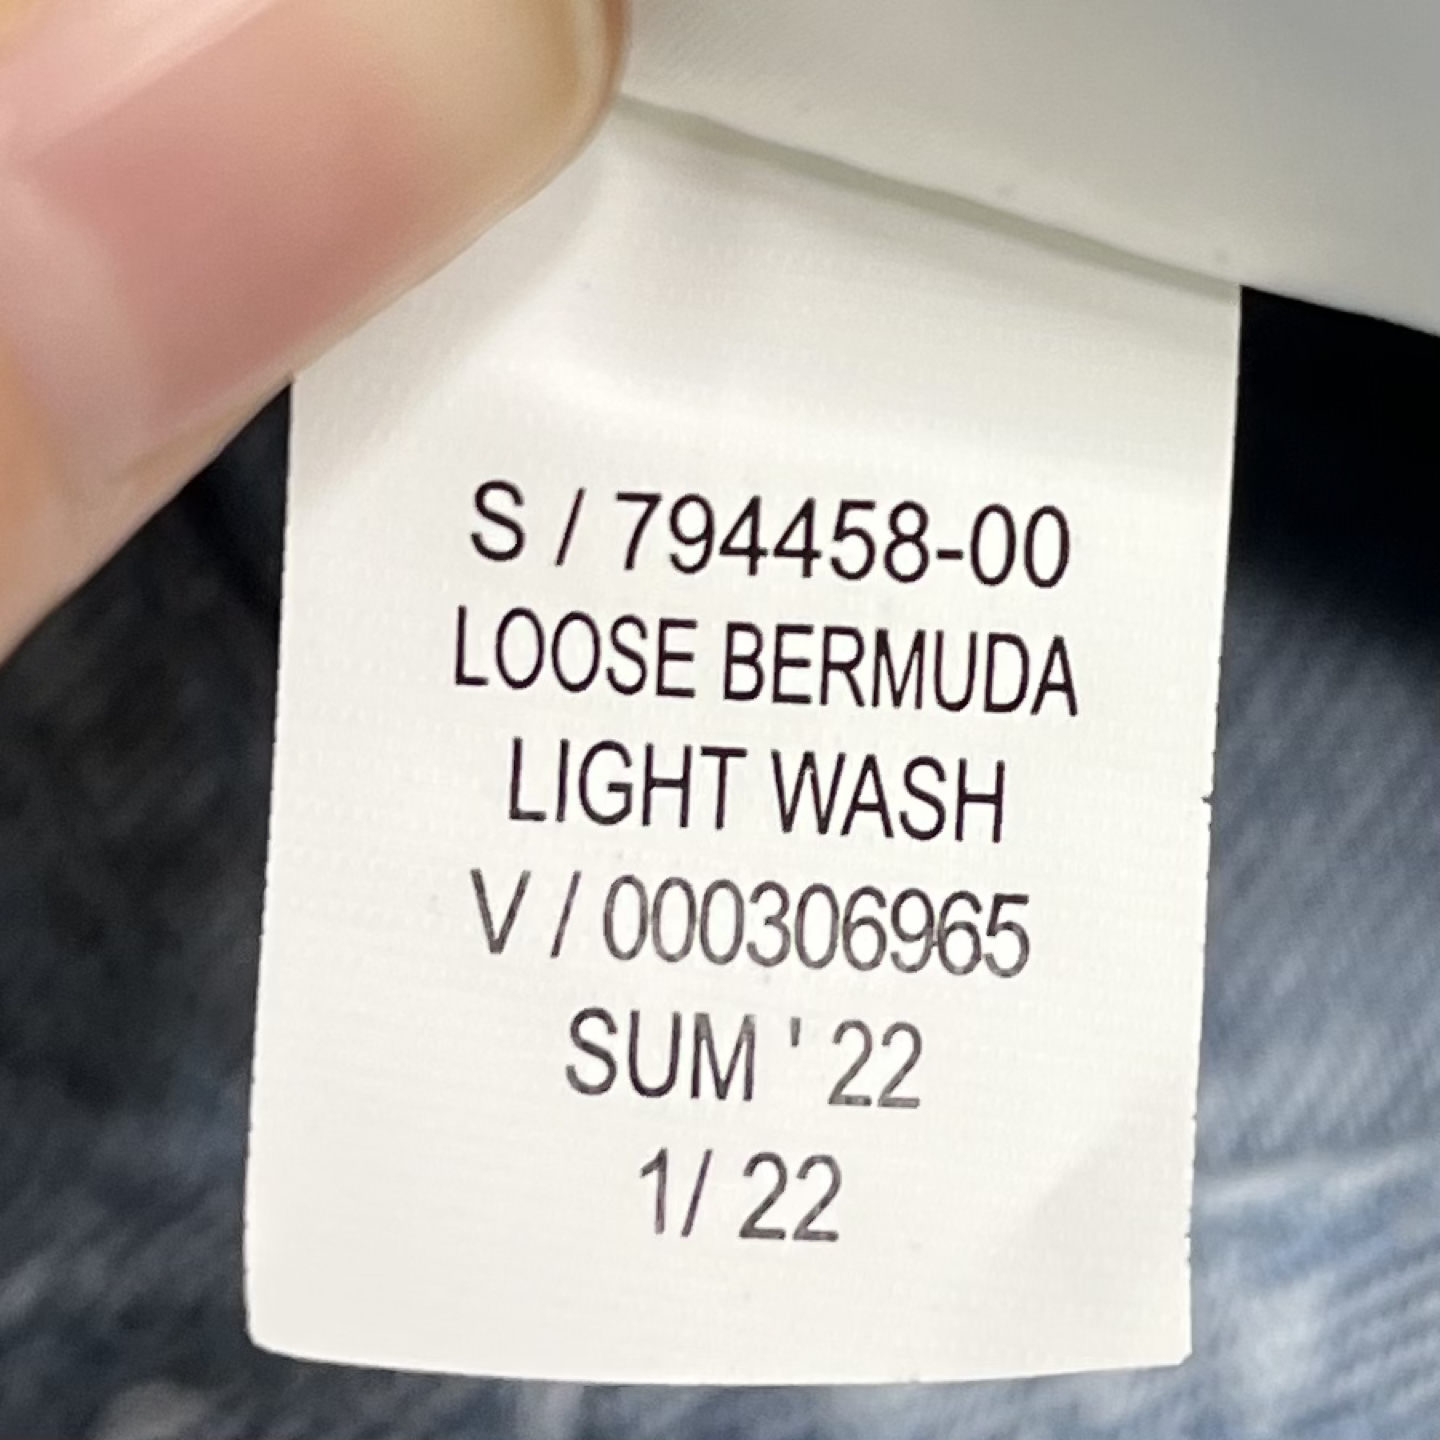 S / 794458-00
LOOSE BERMUDA
LIGHT WASH
V / 000306965
SUM ' 22
1/ 22